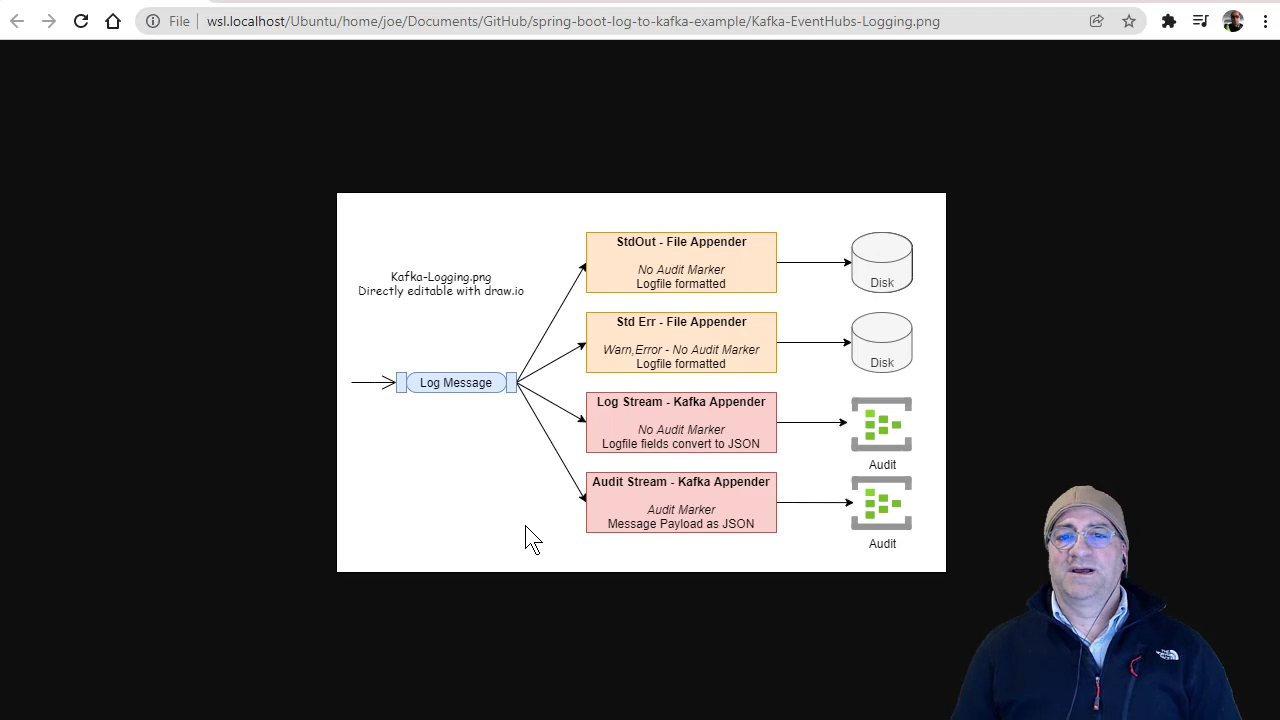 File
wsl.localhost/Ubuntu/home/joe/Documents/GitHub/spring-boot-log-to-kafka-example/Kafka-EventHubs-Logging.png
Kafka-Logging.png
Directly editable with draw.io
Log Message
StdOut - File Appender
No Audit Marker
Logfile formatted
Disk
Std Err - File Appender
Warn,Error - No Audit Marker
Logfile formatted
Disk
Log Stream - Kafka Appender
No Audit Marker
Logfile fields convert to JSON
Audit
Audit Stream - Kafka Appender
Audit Marker
Message Payload as JSON
Audit